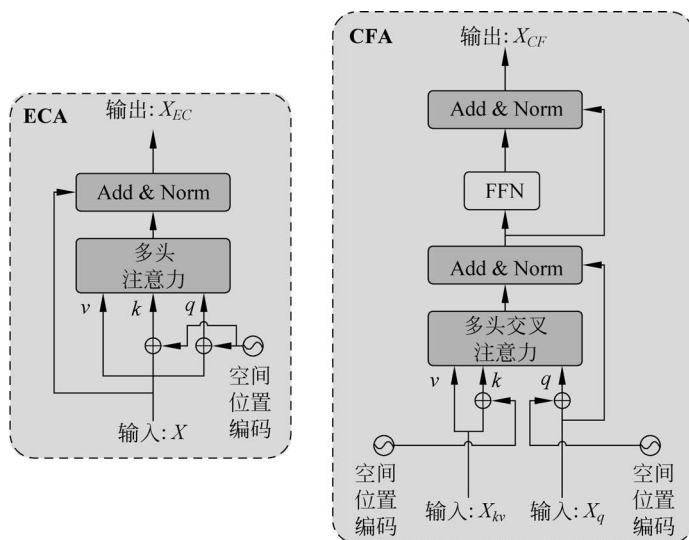 ECA
输出: X_EC
Add & Norm
多头
注意力
v
k
q
空间
位置
编码
输入: X
CFA
输出: X_CF
Add & Norm
FFN
Add & Norm
多头交叉
注意力
v
k
q
空间
位置
编码
输入: X_kv
输入: X_q
空间
位置
编码